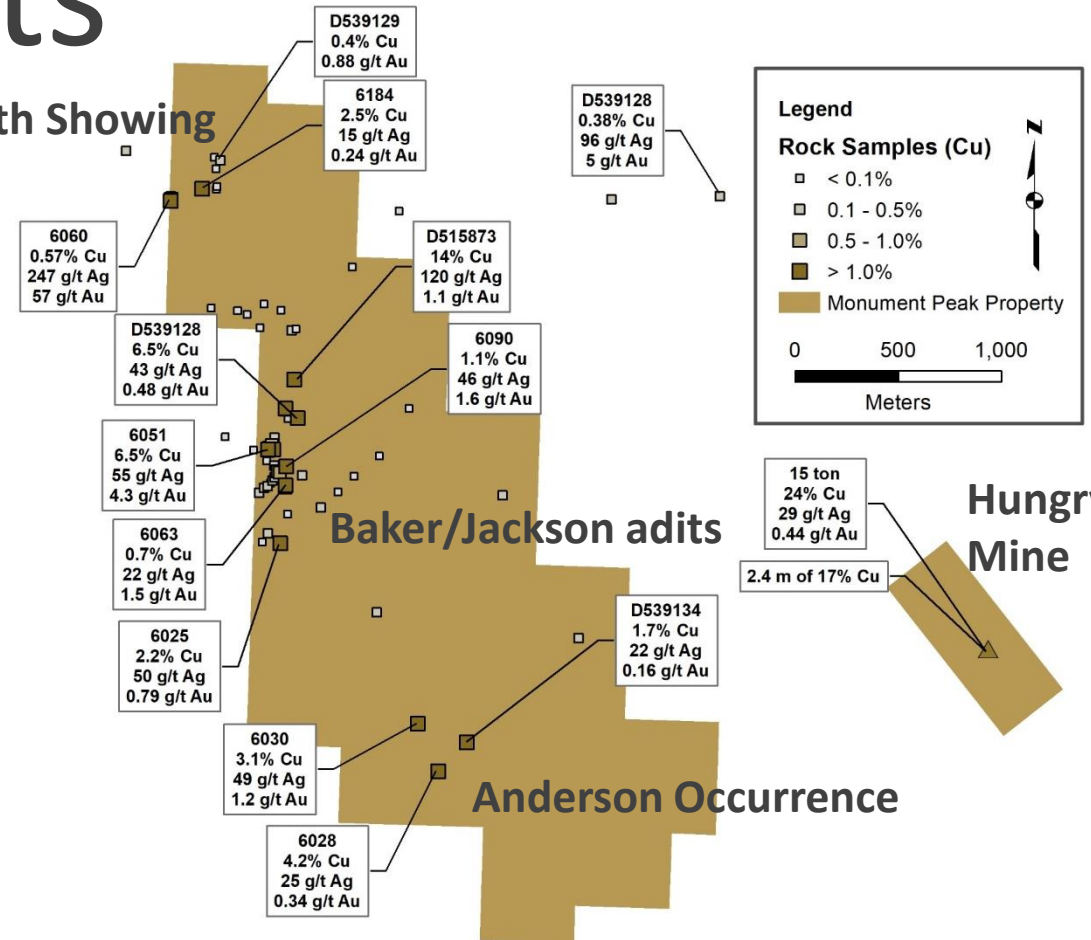 ts
th Showing
D539129
0.4% Cu
0.88 g/t Au
6184
2.5% Cu
15 g/t Ag
0.24 g/t Au
D539128
0.38% Cu
96 g/t Ag
5 g/t Au
Legend
Rock Samples (Cu)
< 0.1%
0.1 - 0.5%
0.5 - 1.0%
> 1.0%
Monument Peak Property
N
0 500 1,000
Meters
6060
0.57% Cu
247 g/t Ag
57 g/t Au
D515873
14% Cu
120 g/t Ag
1.1 g/t Au
D539128
6.5% Cu
43 g/t Ag
0.48 g/t Au
6090
1.1% Cu
46 g/t Ag
1.6 g/t Au
6051
6.5% Cu
55 g/t Ag
4.3 g/t Au
6063
0.7% Cu
22 g/t Ag
1.5 g/t Au
Baker/Jackson adits
15 ton
24% Cu
29 g/t Ag
0.44 g/t Au
2.4 m of 17% Cu
Hungry
Mine
6025
2.2% Cu
50 g/t Ag
0.79 g/t Au
D539134
1.7% Cu
22 g/t Ag
0.16 g/t Au
6030
3.1% Cu
49 g/t Ag
1.2 g/t Au
Anderson Occurrence
6028
4.2% Cu
25 g/t Ag
0.34 g/t Au